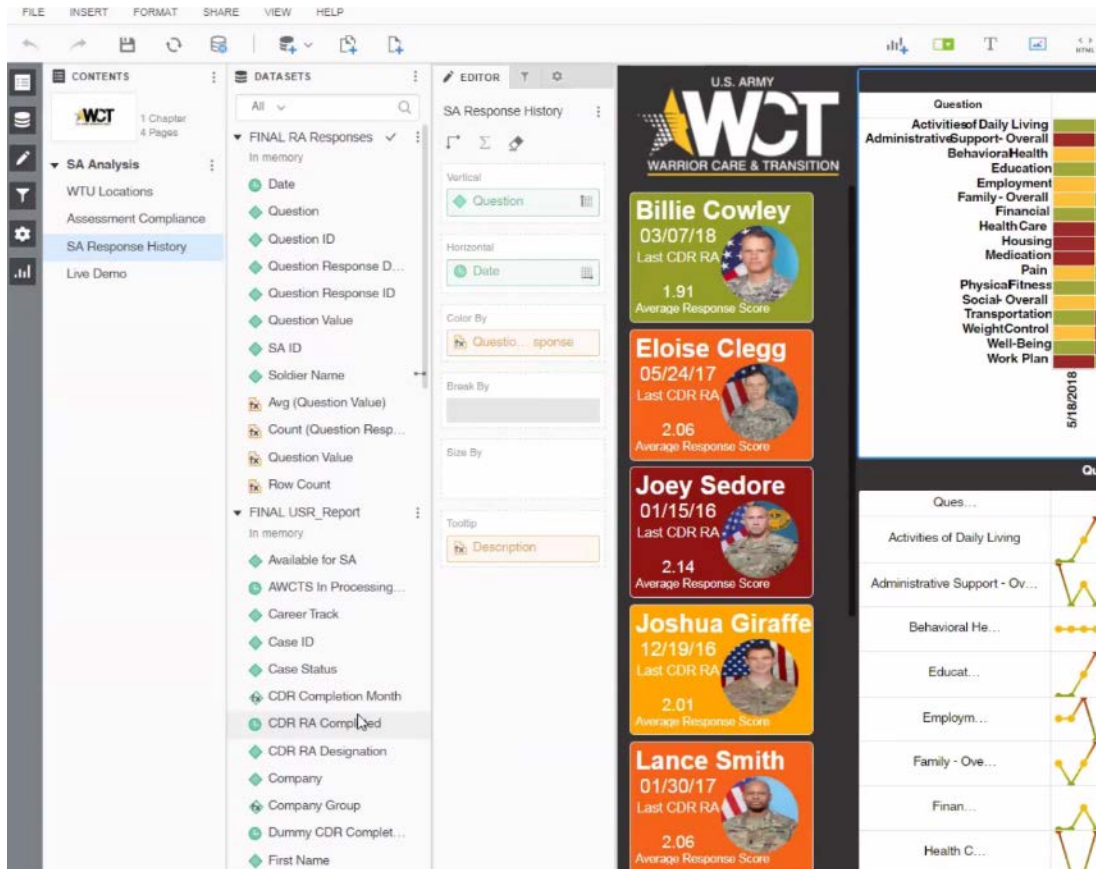 FILE INSERT FORMAT SHARE VIEW HELP
HTML
CONTENTS
WCT
1 Chapter
4 Pages
SA Analysis
WTU Locations
Assessment Compliance
SA Response History
Live Demo
DATASETS
All
FINAL RA Responses
In memory
Date
Question
Question ID
Question Response D...
Question Response ID
Question Value
SA ID
Soldier Name
Avg (Question Value)
Count (Question Resp...
Question Value
Row Count
FINAL USR_Report
In memory
Available for SA
AWCTS In Processing...
Career Track
Case ID
Case Status
CDR Completion Month
CDR RA Completed
CDR RA Designation
Company
Company Group
Dummy CDR Complet...
First Name
EDITOR
SA Response History
Vertical
Question
Horizontal
Date
Color By
Questio... sponse
Break By
Size By
Tooltip
Description
U.S. ARMY
WCT
WARRIOR CARE & TRANSITION
Billie Cowley
03/07/18
Last CDR RA
1.91
Average Response Score
Eloise Clegg
05/24/17
Last CDR RA
2.06
Average Response Score
Joey Sedore
01/15/16
Last CDR RA
2.14
Average Response Score
Joshua Giraffe
12/19/16
Last CDR RA
2.01
Average Response Score
Lance Smith
01/30/17
Last CDR RA
2.06
Average Response Score
Question
Activities of Daily Living
Administrative Support - Overall
Behavioral Health
Education
Employment
Family - Overall
Financial
Health Care
Housing
Medication
Pain
Physical Fitness
Social - Overall
Transportation
Weight Control
Well-Being
Work Plan
5/18/2018
Qu
Ques...
Activities of Daily Living
Administrative Support - Ov...
Behavioral He...
Educat...
Employm...
Family - Ove...
Finan...
Health C...